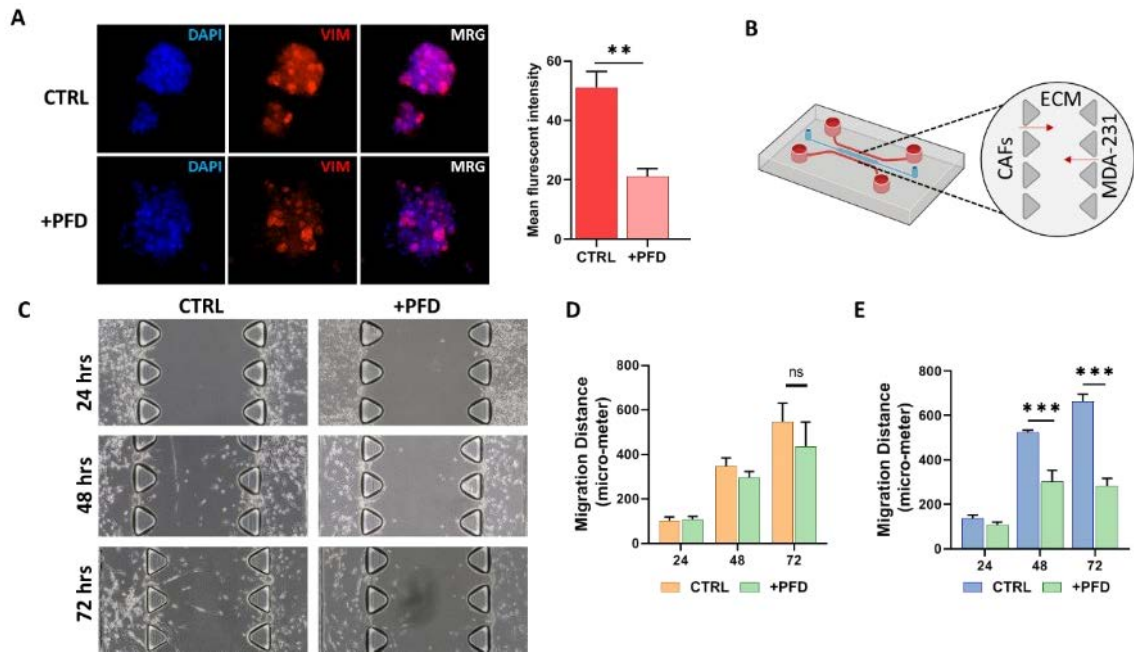 A
DAPI VIM MRG
CTRL
DAPI VIM MRG
+PFD
Mean flurescent intensity
60
40
20
0
**
CTRL +PFD
B
ECM
CAFs
MDA-231
C
CTRL +PFD
24 hrs
48 hrs
72 hrs
D
Migration Distance
(micro-meter)
800
600
400
200
0
ns
24 48 72
CTRL +PFD
E
Migration Distance
(micro-meter)
800
600
400
200
0
***
***
24 48 72
CTRL +PFD